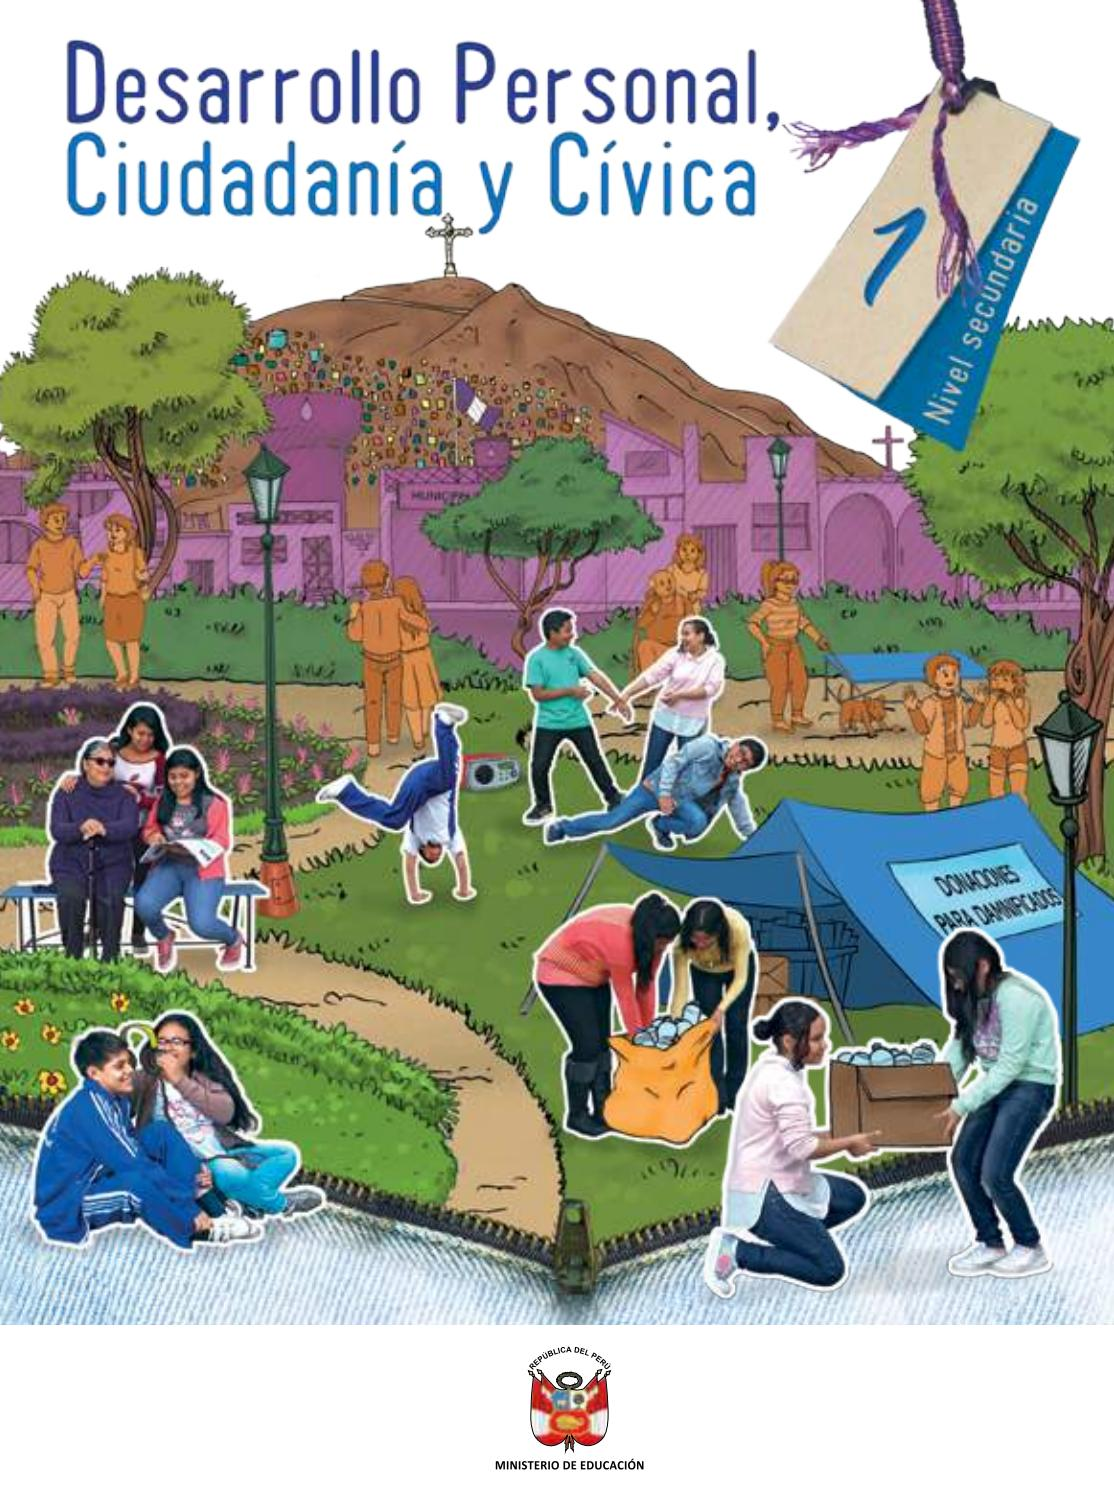 Desarrollo Personal,
Ciudadanía y Cívica
1
Nivel secundaria
DONACIONES
PARA DAMNIFICADOS
REPÚBLICA DEL PERÚ
MINISTERIO DE EDUCACIÓN